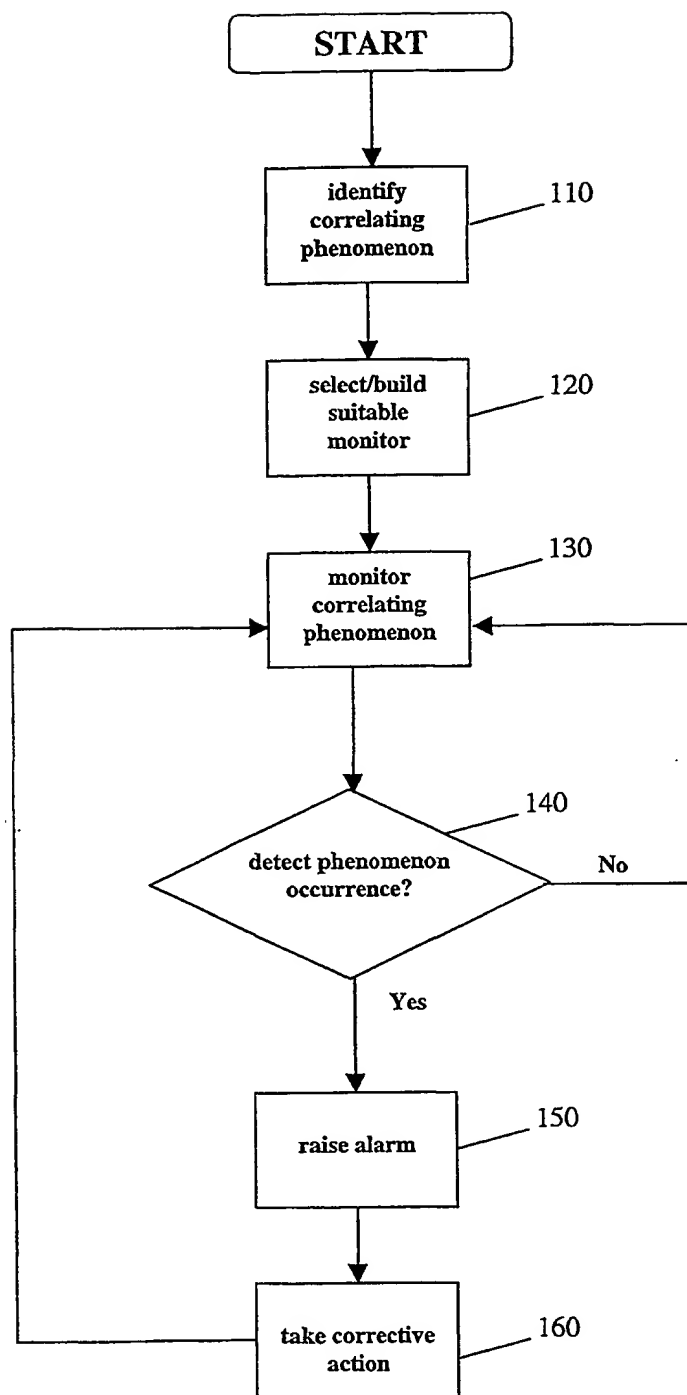 START
identify
correlating
phenomenon
110
select/build
suitable
monitor
120
monitor
correlating
phenomenon
130
detect phenomenon
occurrence?
140
No
Yes
raise alarm
150
take corrective
action
160